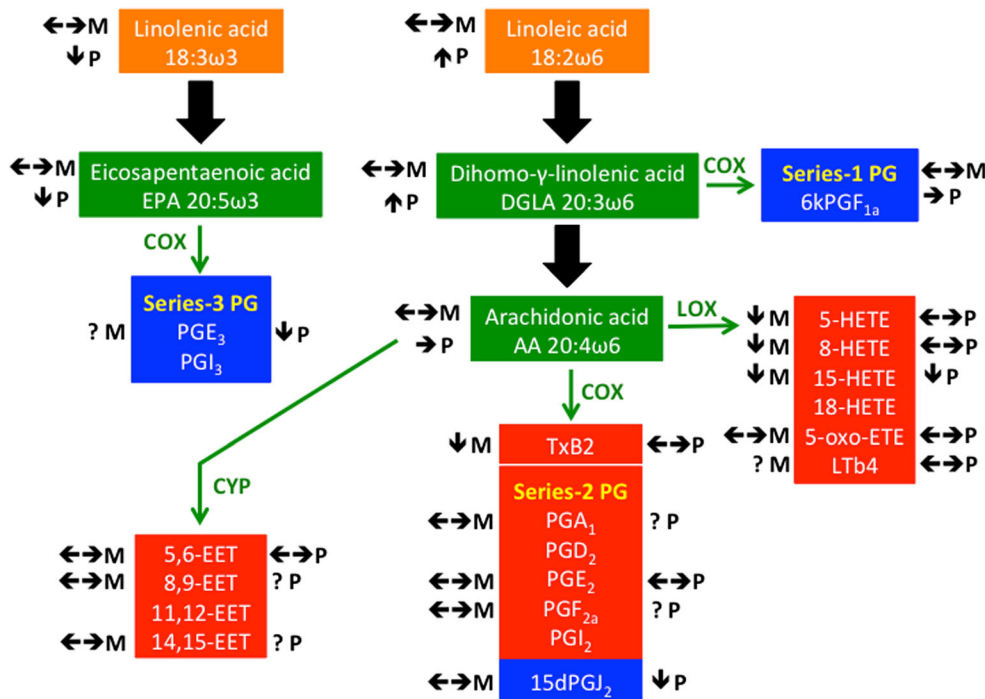 ←→M
↓ P
Linolenic acid
18:3ω3
←→M
↑ P
Linoleic acid
18:2ω6
←→M
↓ P
Eicosapentaenoic acid
EPA 20:5ω3
←→M
↑ P
Dihomo-γ-linolenic acid
DGLA 20:3ω6
COX
Series-1 PG
6kPGF1a
←→M
→ P
COX
Series-3 PG
PGE3
PGI3
? M
↓ P
←→M
→ P
Arachidonic acid
AA 20:4ω6
LOX
↓ M 5-HETE ←→P
↓ M 8-HETE ←→P
↓ M 15-HETE ↓ P
18-HETE
←→M 5-oxo-ETE ←→P
? M LTb4 ←→P
COX
↓ M TxB2 ←→P
Series-2 PG
←→M PGA1 ? P
PGD2
←→M PGE2 ←→P
←→M PGF2a ? P
PGI2
←→M 15dPGJ2 ↓ P
CYP
←→M 5,6-EET ←→P
←→M 8,9-EET ? P
11,12-EET
←→M 14,15-EET ? P